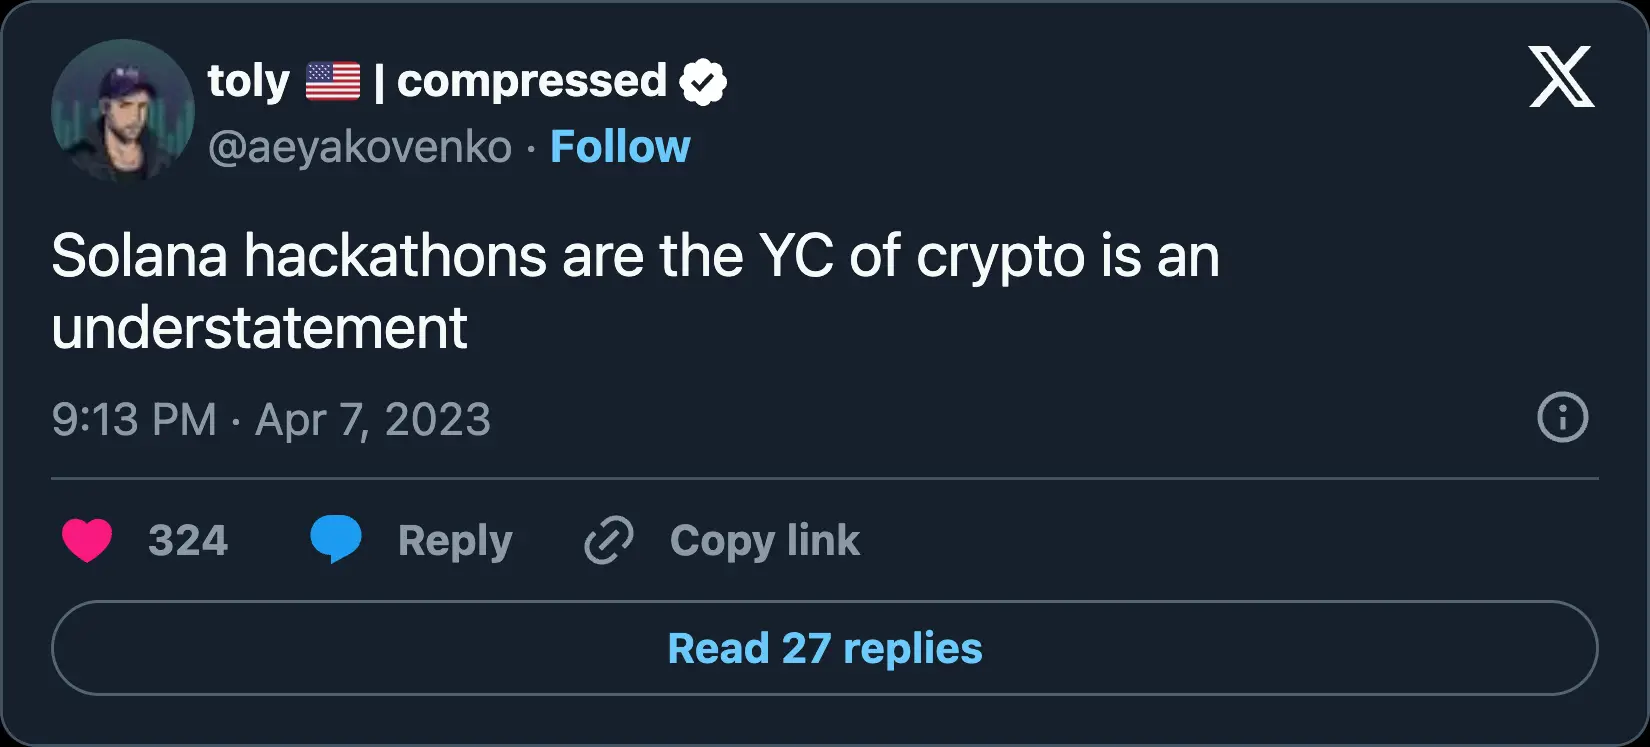 toly 🇺🇸 | compressed
@aeyakovenko · Follow
Solana hackathons are the YC of crypto is an
understatement
9:13 PM · Apr 7, 2023
324 Reply Copy link
Read 27 replies